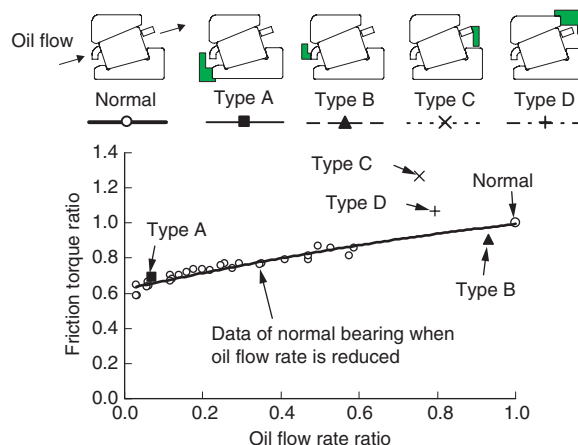 Oil flow
Normal
Type A
Type B
Type C
Type D
Friction torque ratio
1.4
1.2
1.0
0.8
0.6
0.4
0.2
0
0.0
0.2
0.4
0.6
0.8
1.0
Oil flow rate ratio
Type A
Type C
Type D
Normal
Type B
Data of normal bearing when
oil flow rate is reduced